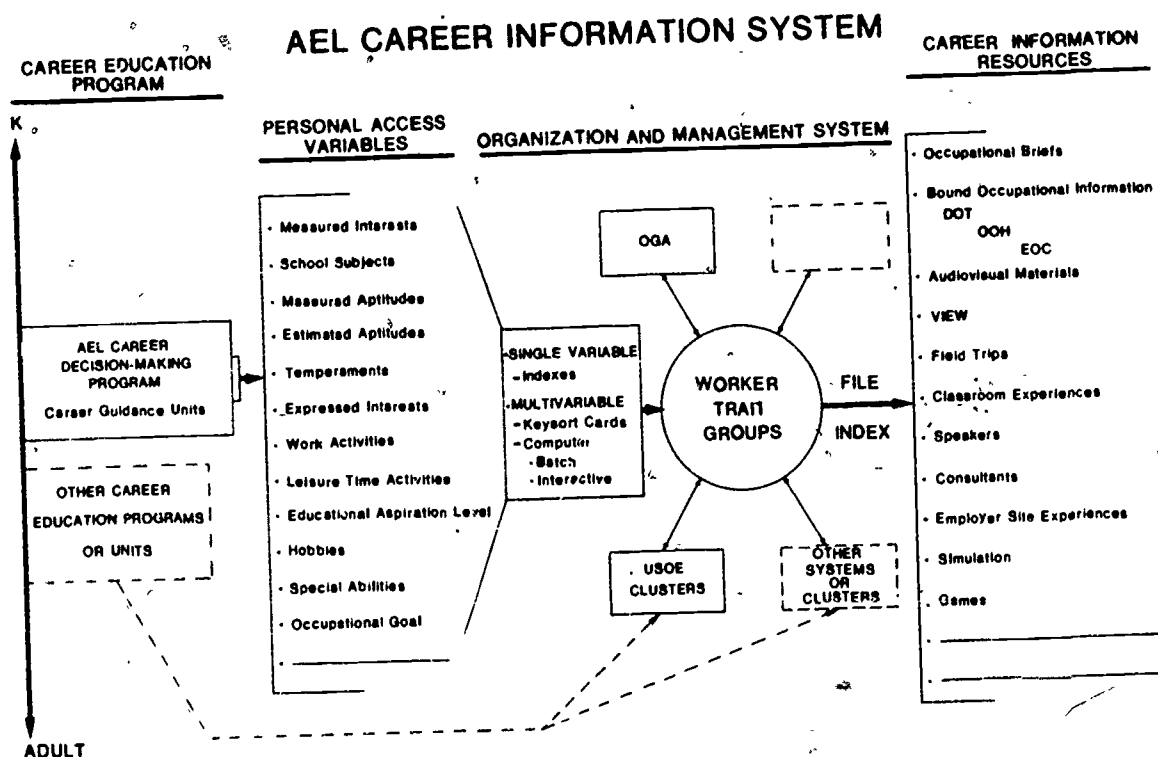 AEL CAREER INFORMATION SYSTEM
CAREER EDUCATION
PROGRAM
K
AEL CAREER
DECISION-MAKING
PROGRAM
Career Guidance Units
OTHER CAREER
EDUCATION PROGRAMS
OR UNITS
ADULT
PERSONAL ACCESS
VARIABLES
· Measured Interests
· School Subjects
· Measured Aptitudes
· Estimated Aptitudes
· Temperaments
· Expressed Interests
· Work Activities
· Leisure Time Activities
· Educational Aspiration Level
· Hobbies
· Special Abilities
· Occupational Goal
ORGANIZATION AND MANAGEMENT SYSTEM
-SINGLE VARIABLE
-Indexes
-MULTIVARIABLE
-Keysort Cards
-Computer
·Batch
·Interactive
OGA
WORKER
TRAIT
GROUPS
USOE
CLUSTERS
OTHER
SYSTEMS
OR
CLUSTERS
FILE
INDEX
CAREER INFORMATION
RESOURCES
· Occupational Briefs
· Bound Occupational Information
DOT
OOH
EOC
· Audiovisual Materials
· VIEW
· Field Trips
· Classroom Experiences
· Speakers
· Consultants
· Employer Site Experiences
· Simulation
· Games